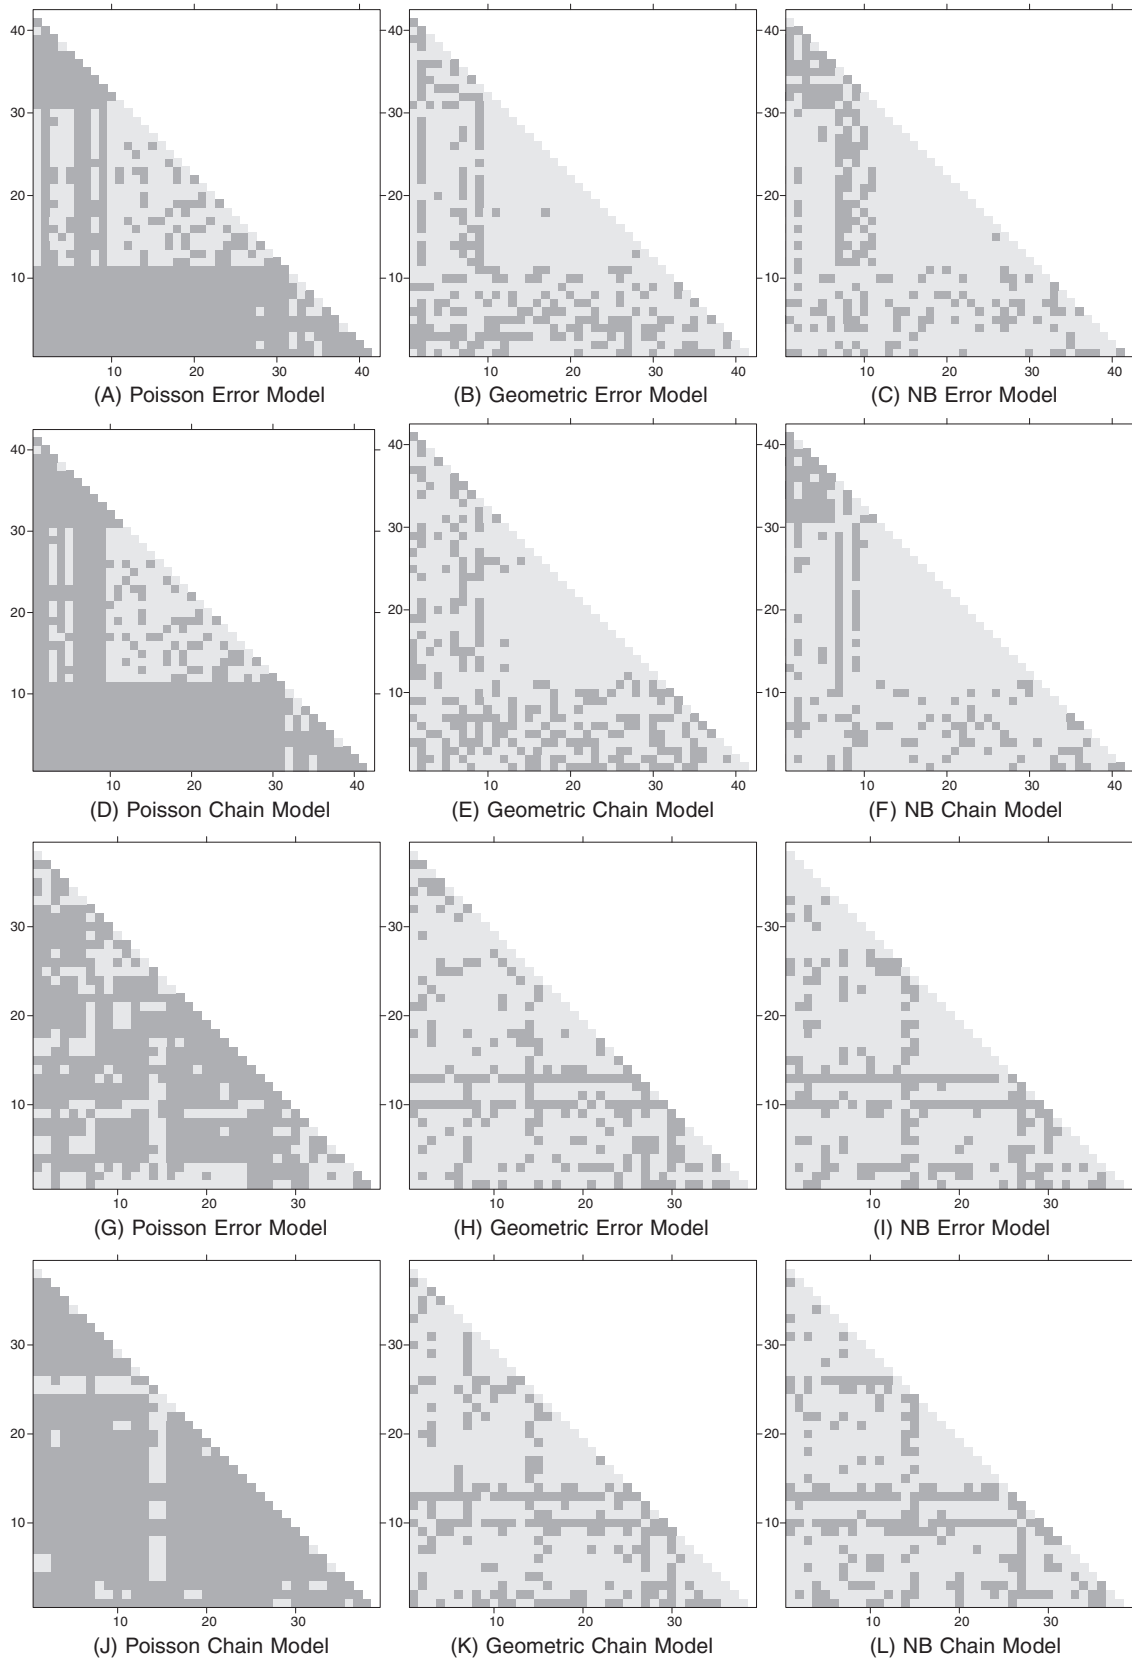 40
30
20
10
10 20 30 40
(A) Poisson Error Model
40
30
20
10
10 20 30 40
(B) Geometric Error Model
40
30
20
10
10 20 30 40
(C) NB Error Model
40
30
20
10
10 20 30 40
(D) Poisson Chain Model
40
30
20
10
10 20 30 40
(E) Geometric Chain Model
40
30
20
10
10 20 30 40
(F) NB Chain Model
30
20
10
10 20 30
(G) Poisson Error Model
30
20
10
10 20 30
(H) Geometric Error Model
30
20
10
10 20 30
(I) NB Error Model
30
20
10
10 20 30
(J) Poisson Chain Model
30
20
10
10 20 30
(K) Geometric Chain Model
30
20
10
10 20 30
(L) NB Chain Model